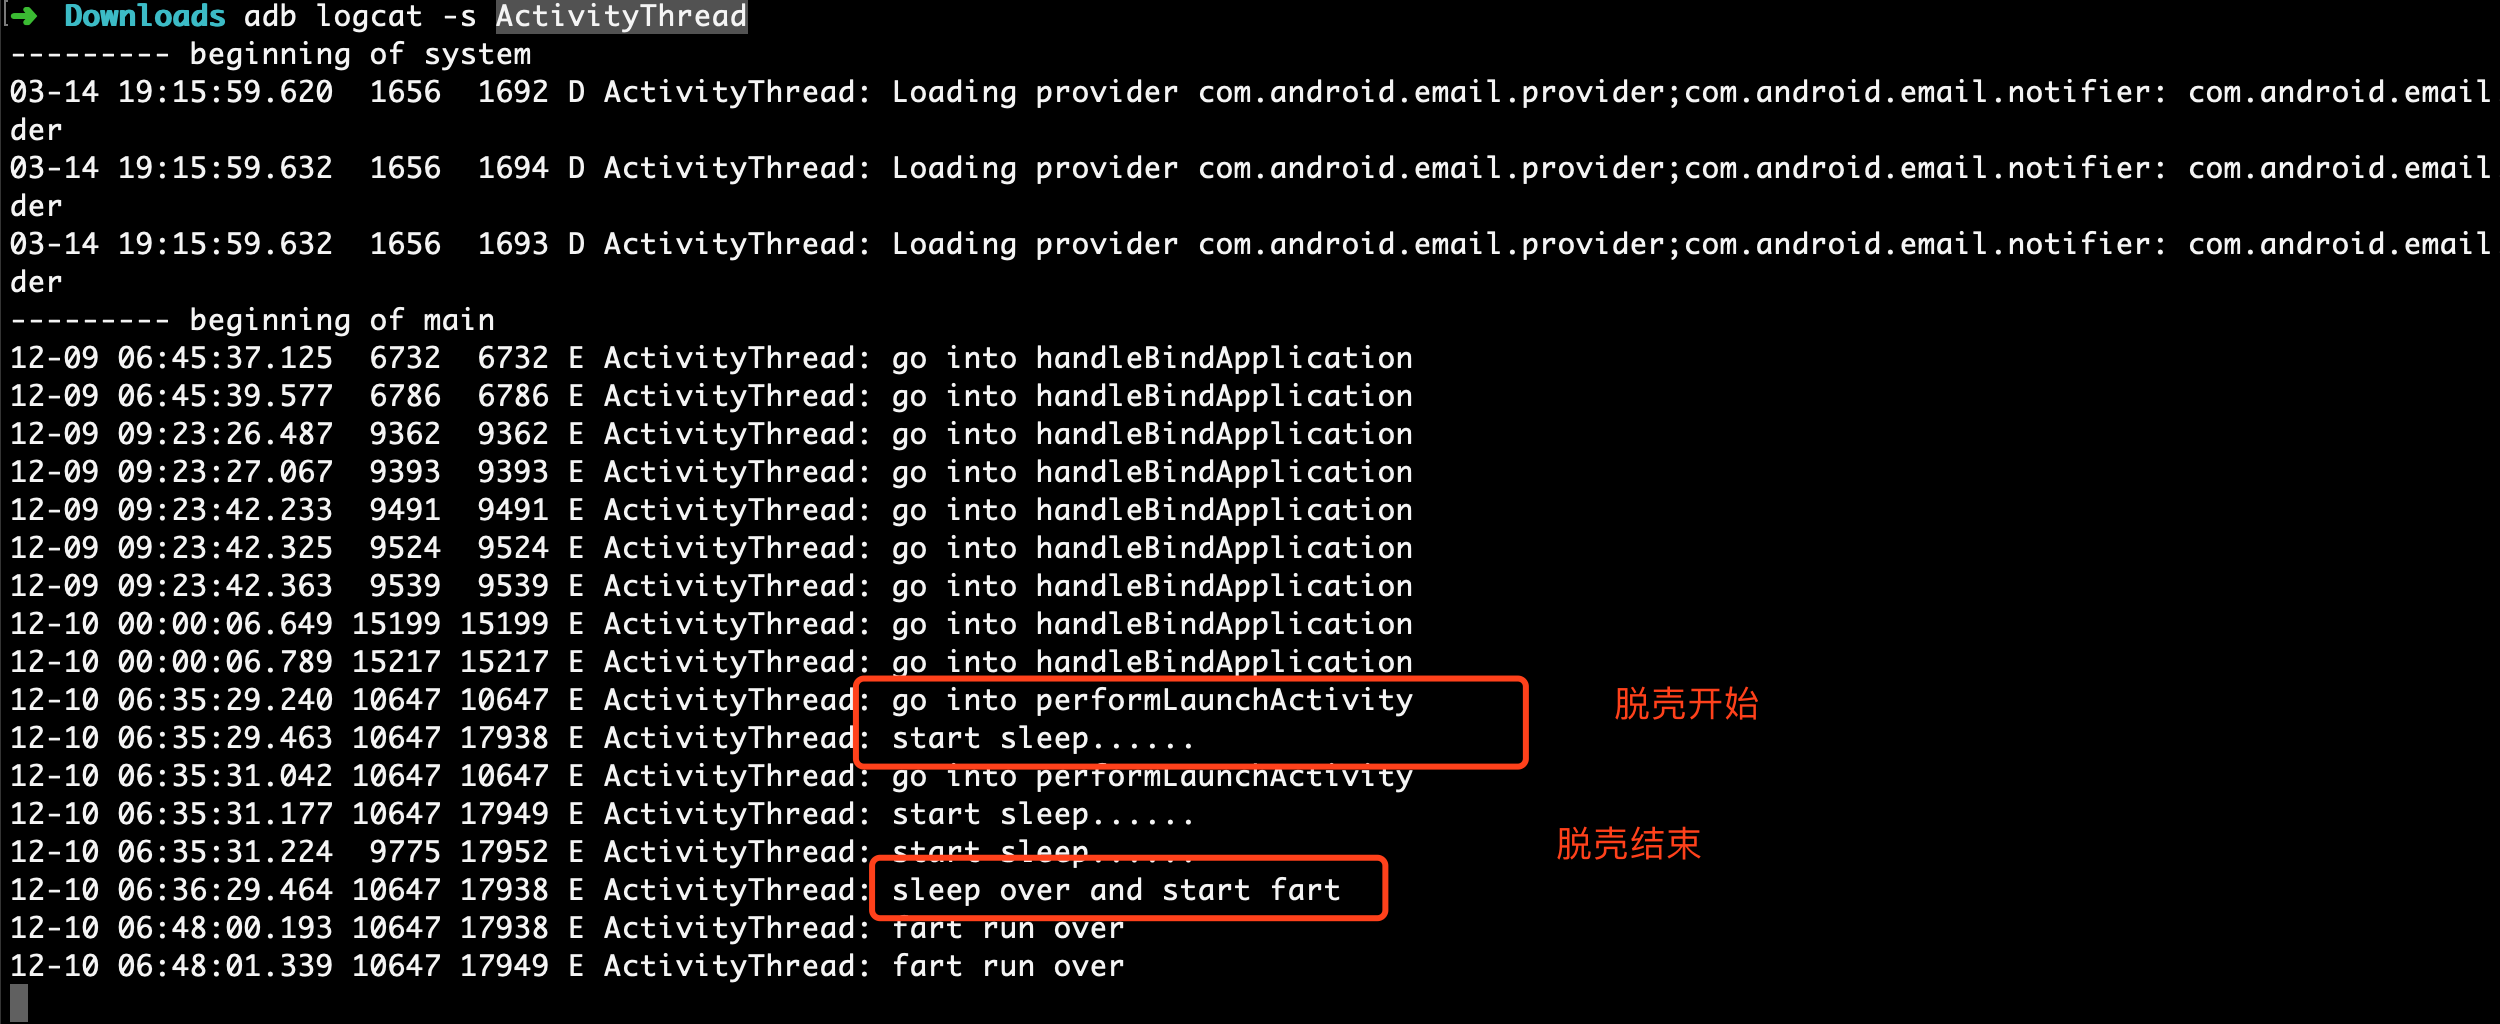 ➜  Downloads adb logcat -s ActivityThread
--------- beginning of system
03-14 19:15:59.620  1656  1692 D ActivityThread: Loading provider com.android.email.provider;com.android.email.notifier: com.android.email
der
03-14 19:15:59.632  1656  1694 D ActivityThread: Loading provider com.android.email.provider;com.android.email.notifier: com.android.email
der
03-14 19:15:59.632  1656  1693 D ActivityThread: Loading provider com.android.email.provider;com.android.email.notifier: com.android.email
der
--------- beginning of main
12-09 06:45:37.125  6732  6732 E ActivityThread: go into handleBindApplication
12-09 06:45:39.577  6786  6786 E ActivityThread: go into handleBindApplication
12-09 09:23:26.487  9362  9362 E ActivityThread: go into handleBindApplication
12-09 09:23:27.067  9393  9393 E ActivityThread: go into handleBindApplication
12-09 09:23:42.233  9491  9491 E ActivityThread: go into handleBindApplication
12-09 09:23:42.325  9524  9524 E ActivityThread: go into handleBindApplication
12-09 09:23:42.363  9539  9539 E ActivityThread: go into handleBindApplication
12-10 00:00:06.649 15199 15199 E ActivityThread: go into handleBindApplication
12-10 00:00:06.789 15217 15217 E ActivityThread: go into handleBindApplication
12-10 06:35:29.240 10647 10647 E ActivityThread: go into performLaunchActivity
脱壳开始
12-10 06:35:29.463 10647 17938 E ActivityThread: start sleep......
12-10 06:35:31.042 10647 10647 E ActivityThread: go into performLaunchActivity
12-10 06:35:31.177 10647 17949 E ActivityThread: start sleep......
脱壳结束
12-10 06:35:31.224  9775 17952 E ActivityThread: start sleep......
12-10 06:36:29.464 10647 17938 E ActivityThread: sleep over and start fart
12-10 06:48:00.193 10647 17938 E ActivityThread: fart run over
12-10 06:48:01.339 10647 17949 E ActivityThread: fart run over